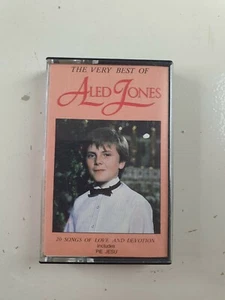 THE VERY BEST OF
ALED JONES
20 SONGS OF LOVE AND DEVOTION